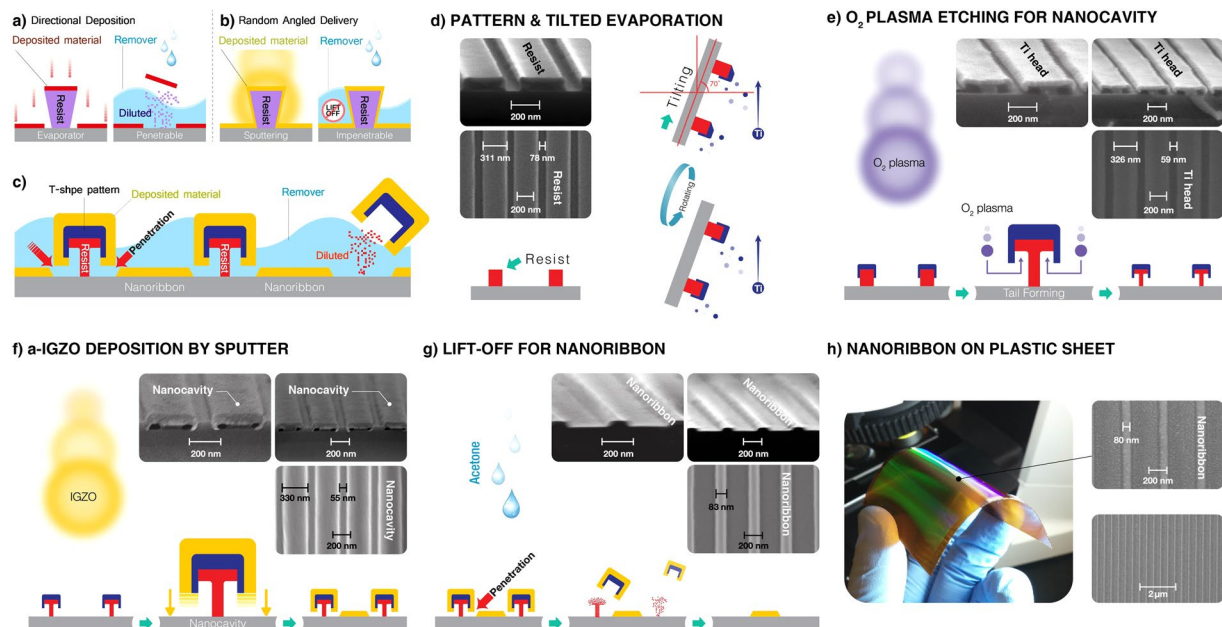 a) Directional Deposition
Deposited material
Remover
Resist
Diluted
Evaporator
Penetrable
b) Random Angled Delivery
Deposited material
Remover
Resist
LIFT
OFF
Resist
Sputtering
Impenetrable
c)
T-shpe pattern
Deposited material
Remover
Penetration
Resist
Resist
Diluted
Nanoribbon
Nanoribbon
d) PATTERN & TILTED EVAPORATION
Resist
200 nm
311 nm
78 nm
200 nm
Resist
Resist
Tilting
70°
Ti
Rotating
Ti
e) O2 PLASMA ETCHING FOR NANOCAVITY
O2 plasma
Ti head
200 nm
Ti head
200 nm
326 nm
59 nm
200 nm
Ti head
O2 plasma
Tail Forming
f) a-IGZO DEPOSITION BY SPUTTER
IGZO
Nanocavity
200 nm
Nanocavity
200 nm
330 nm
55 nm
200 nm
Nanocavity
Nanocavity
g) LIFT-OFF FOR NANORIBBON
Acetone
Nanoribbon
200 nm
Nanoribbon
200 nm
83 nm
200 nm
Nanoribbon
Penetration
h) NANORIBBON ON PLASTIC SHEET
80 nm
200 nm
Nanoribbon
2 µm